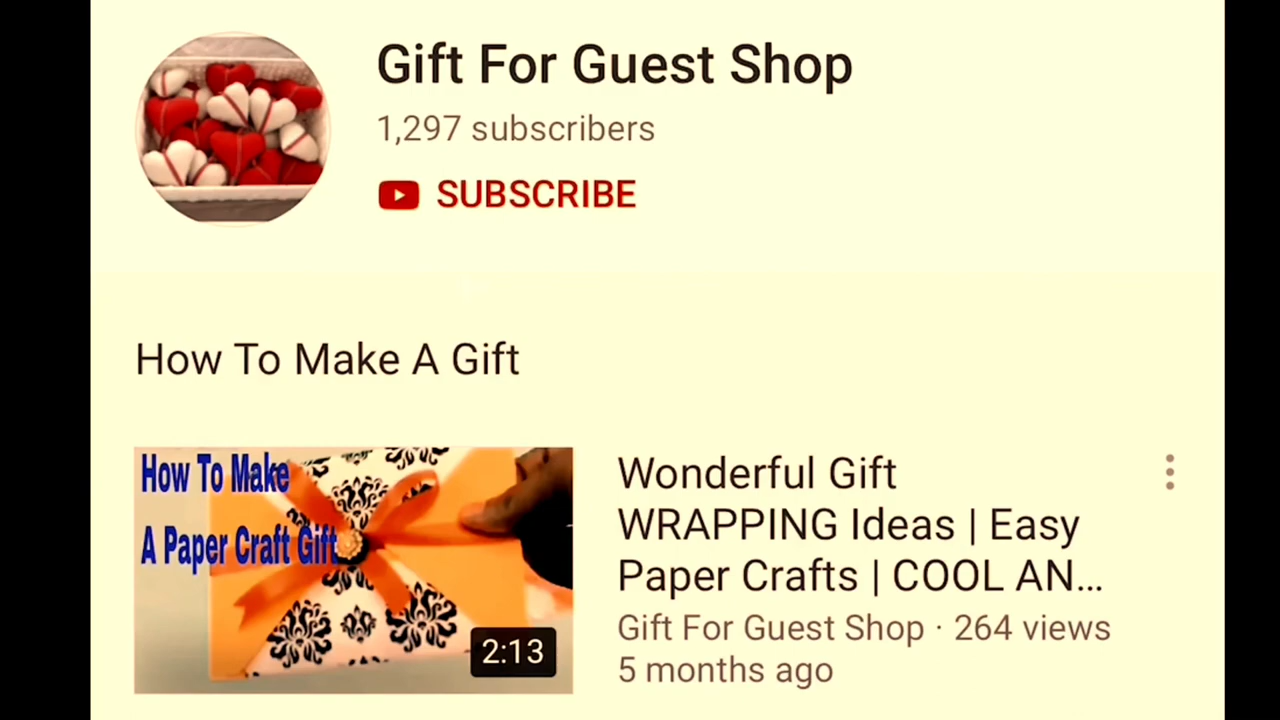 Gift For Guest Shop
1,297 subscribers
SUBSCRIBE
How To Make A Gift
How To Make
A Paper Craft Gift
2:13
Wonderful Gift
WRAPPING Ideas | Easy
Paper Crafts | COOL AN...
Gift For Guest Shop · 264 views
5 months ago